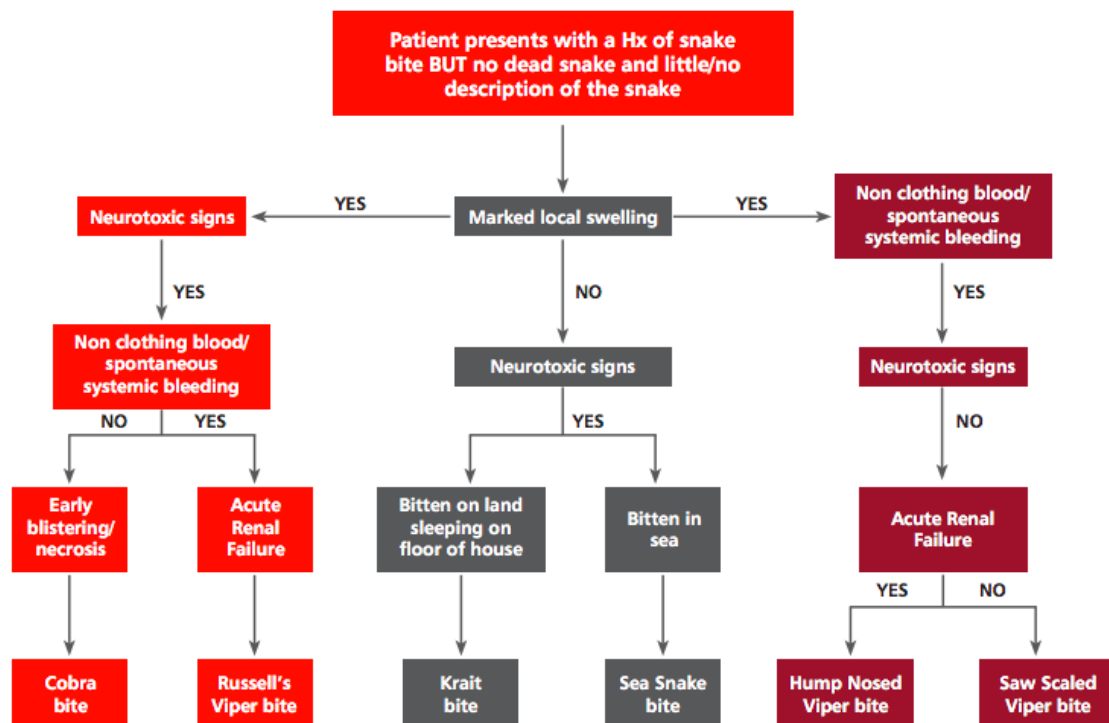 Patient presents with a Hx of snake
bite BUT no dead snake and little/no
description of the snake
YES
YES
Neurotoxic signs
Marked local swelling
Non clothing blood/
spontaneous
systemic bleeding
YES
NO
YES
Non clothing blood/
spontaneous
systemic bleeding
Neurotoxic signs
Neurotoxic signs
NO
YES
YES
NO
Early
blistering/
necrosis
Acute
Renal
Failure
Bitten on land
sleeping on
floor of house
Bitten in
sea
Acute Renal
Failure
YES
NO
Cobra
bite
Russell's
Viper bite
Krait
bite
Sea Snake
bite
Hump Nosed
Viper bite
Saw Scaled
Viper bite